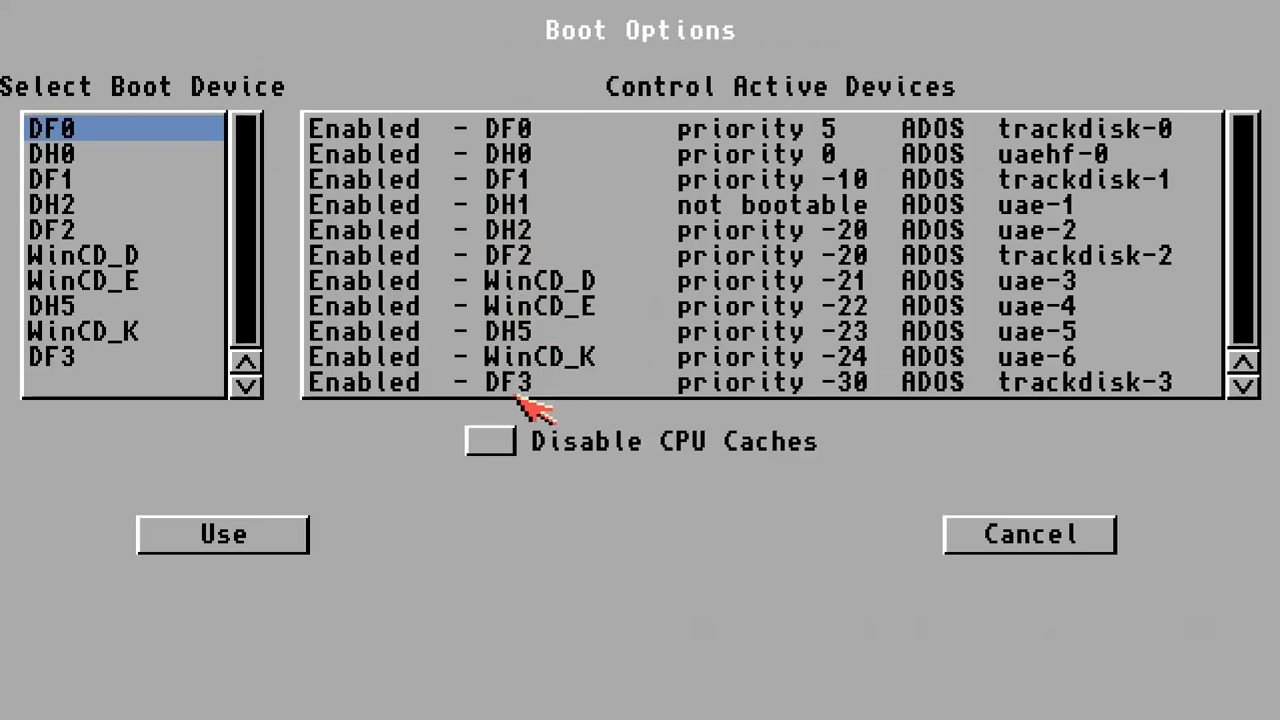 Boot Options
Select Boot Device
Control Active Devices
DF0
DH0
DF1
DH2
DF2
WinCD_D
WinCD_E
DH5
WinCD_K
DF3
Enabled - DF0 priority 5 ADOS trackdisk-0
Enabled - DH0 priority 0 ADOS uaehf-0
Enabled - DF1 priority -10 ADOS trackdisk-1
Enabled - DH1 not bootable ADOS uae-1
Enabled - DH2 priority -20 ADOS uae-2
Enabled - DF2 priority -20 ADOS trackdisk-2
Enabled - WinCD_D priority -21 ADOS uae-3
Enabled - WinCD_E priority -22 ADOS uae-4
Enabled - DH5 priority -23 ADOS uae-5
Enabled - WinCD_K priority -24 ADOS uae-6
Enabled - DF3 priority -30 ADOS trackdisk-3
Disable CPU Caches
Use
Cancel